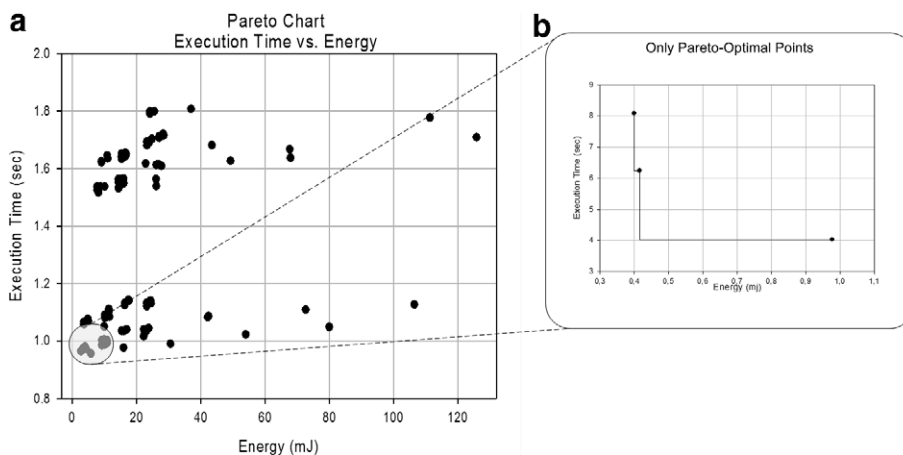 a
Pareto Chart
Execution Time vs. Energy
Execution Time (sec)
2.0
1.8
1.6
1.4
1.2
1.0
0.8
0 20 40 60 80 100 120
Energy (mJ)
b
Only Pareto-Optimal Points
Execution Time (sec)
9
8
7
6
5
4
3
0,3 0,4 0,5 0,6 0,7 0,8 0,9 1,0 1,1
Energy (mj)